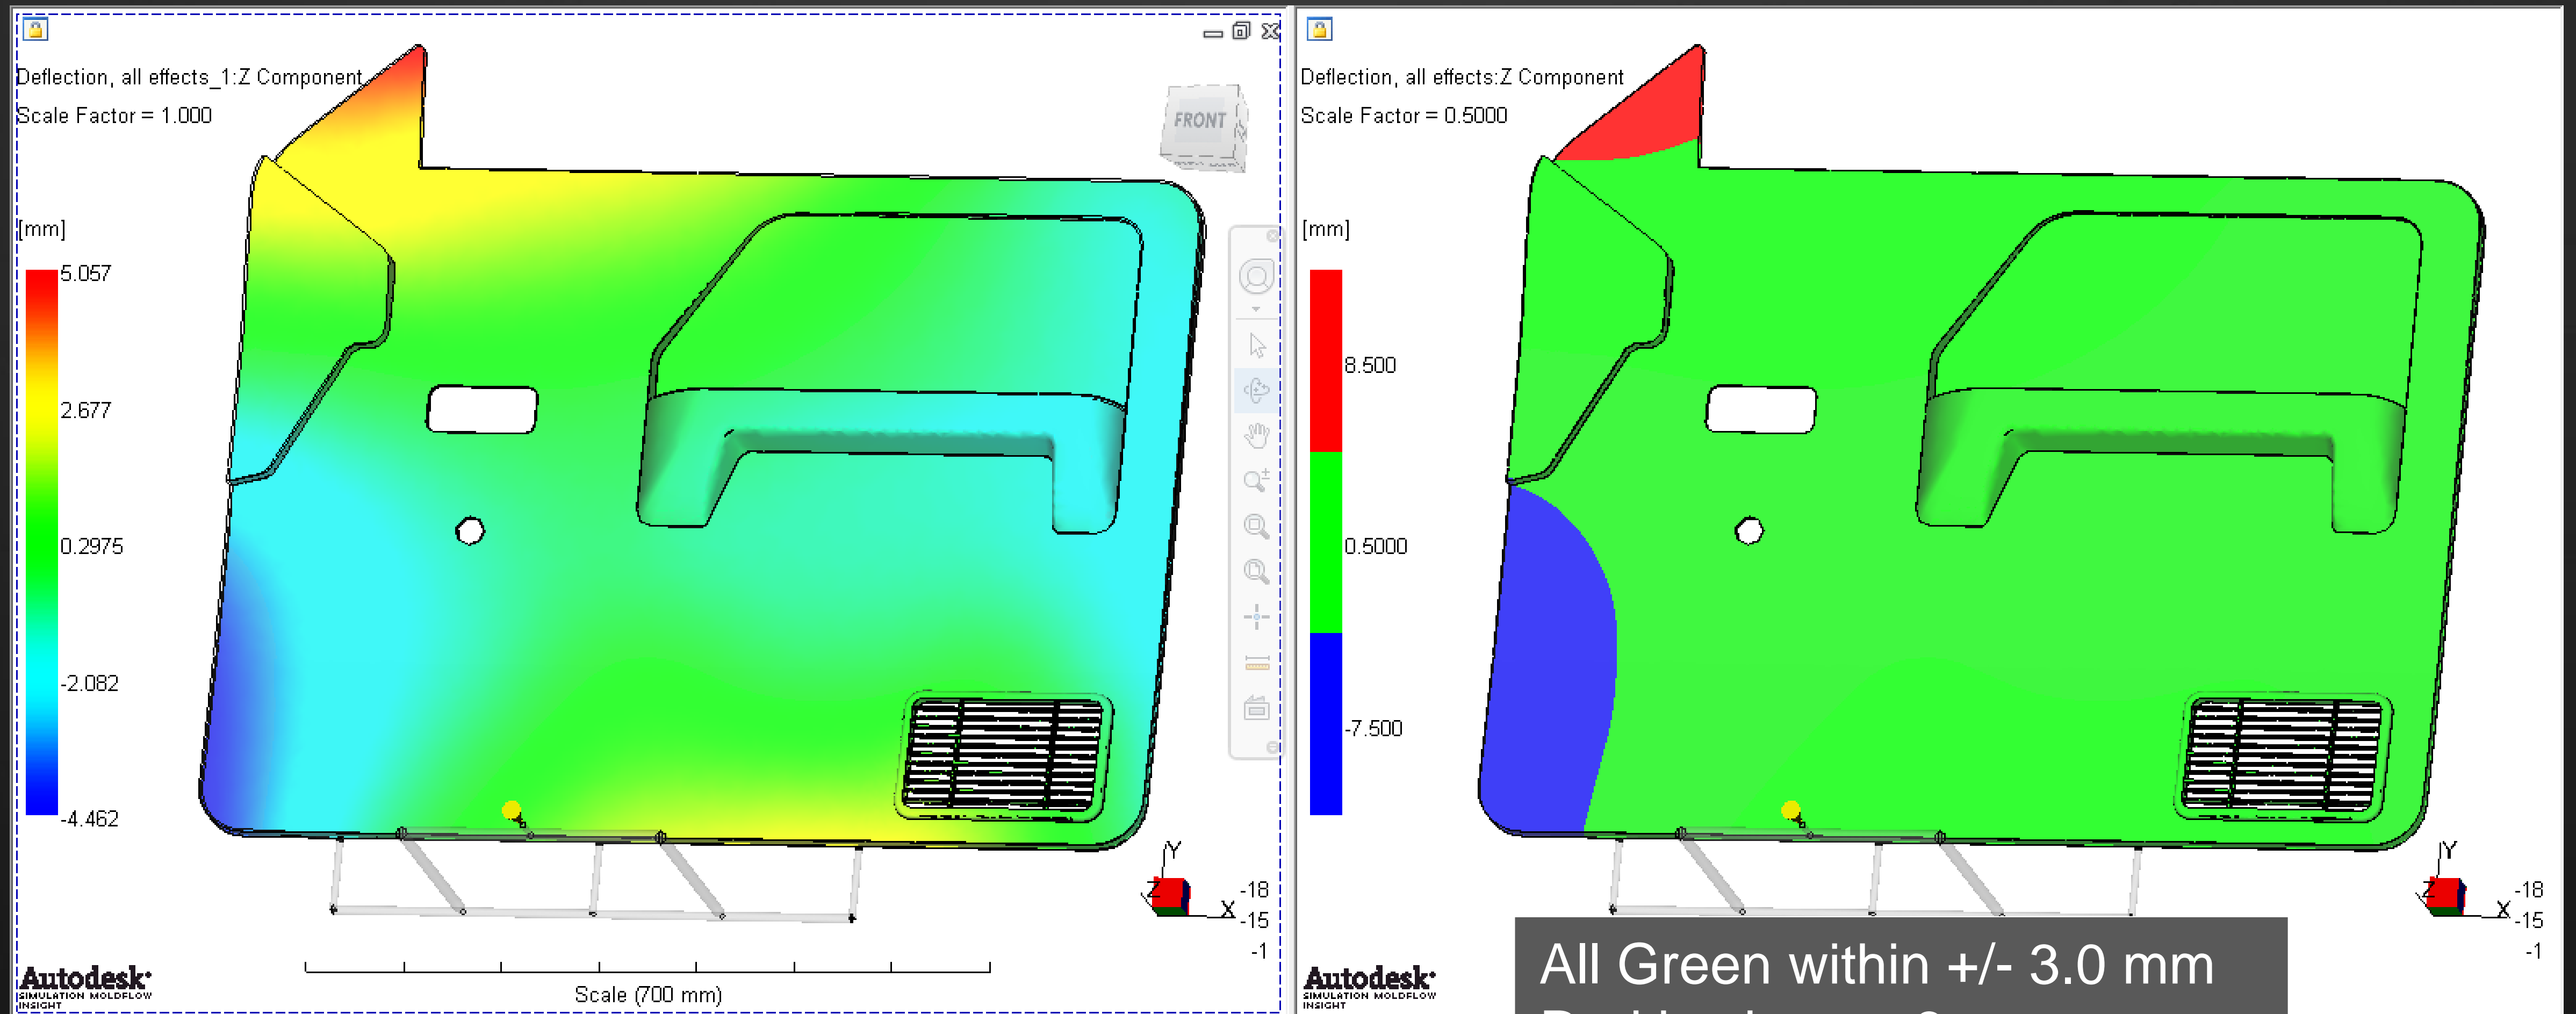 Deflection, all effects_1:Z Component
Scale Factor = 1.000
FRONT
[mm]
5.057
2.677
0.2975
-2.082
-4.462
Y
Z
X
-18
-15
-1
Scale (700 mm)
Autodesk
SIMULATION MOLDFLOW
INSIGHT
Deflection, all effects:Z Component
Scale Factor = 0.5000
[mm]
8.500
0.5000
-7.500
Y
Z
X
-18
-15
-1
Autodesk
SIMULATION MOLDFLOW
INSIGHT
All Green within +/- 3.0 mm